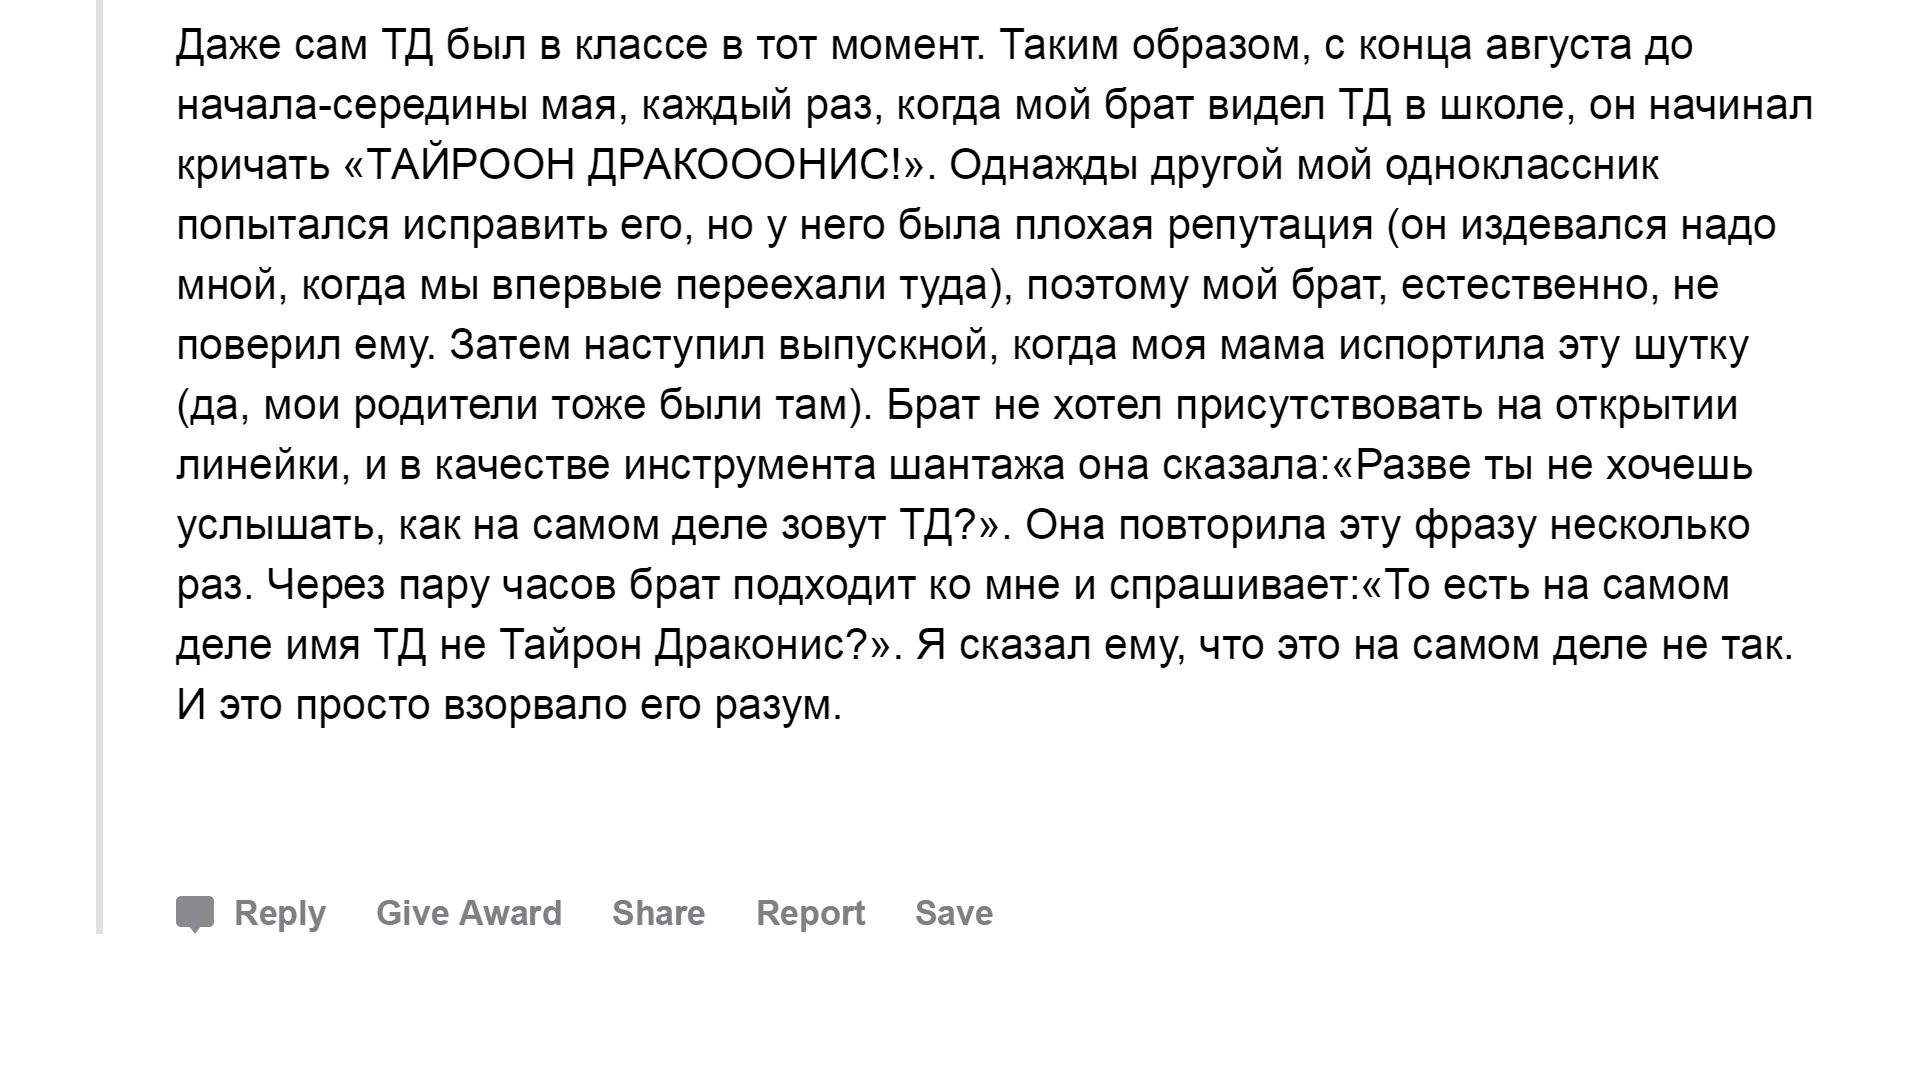 Даже сам ТД был в классе в тот момент. Таким образом, с конца августа до
начала-середины мая, каждый раз, когда мой брат видел ТД в школе, он начинал
кричать «ТАЙРООН ДРАКОООНИС!». Однажды другой мой одноклассник
попытался исправить его, но у него была плохая репутация (он издевался надо
мной, когда мы впервые переехали туда), поэтому мой брат, естественно, не
поверил ему. Затем наступил выпускной, когда моя мама испортила эту шутку
(да, мои родители тоже были там). Брат не хотел присутствовать на открытии
линейки, и в качестве инструмента шантажа она сказала:«Разве ты не хочешь
услышать, как на самом деле зовут ТД?». Она повторила эту фразу несколько
раз. Через пару часов брат подходит ко мне и спрашивает:«То есть на самом
деле имя ТД не Тайрон Драконис?». Я сказал ему, что это на самом деле не так.
И это просто взорвало его разум.
Reply Give Award Share Report Save